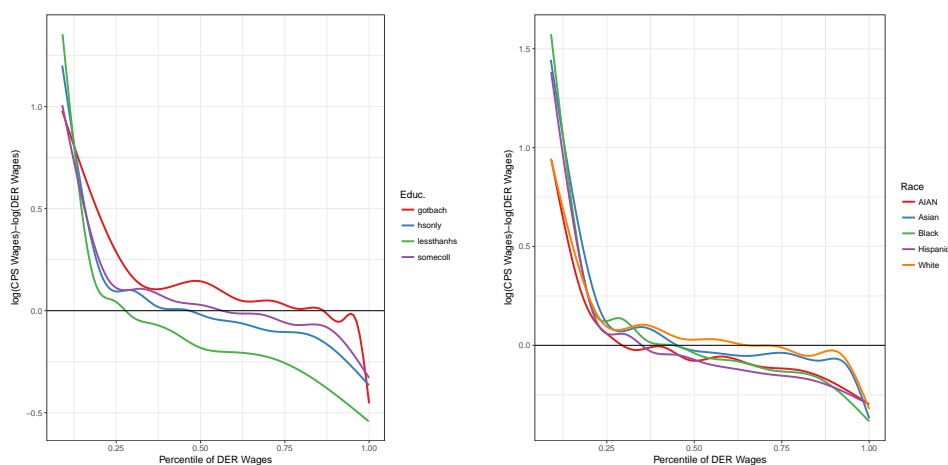 log(CPS Wages)−log(DER Wages)
1.0
0.5
0.0
−0.5
0.25
0.50
0.75
1.00
Percentile of DER Wages
Educ.
gotbach
hsonly
lessthanhs
somecoll
log(CPS Wages)−log(DER Wages)
1.5
1.0
0.5
0.0
0.25
0.50
0.75
1.00
Percentile of DER Wages
Race
AIAN
Asian
Black
Hispanic
White